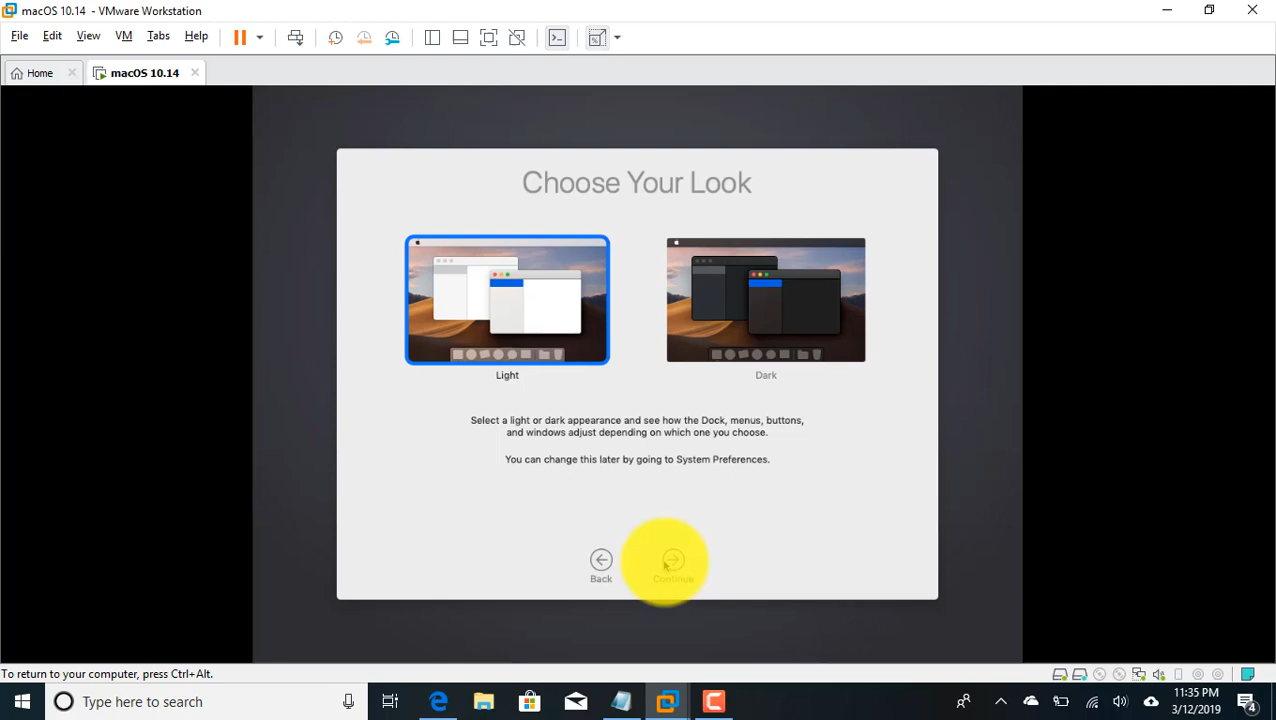 macOS 10.14 - VMware Workstation
File Edit View VM Tabs Help
Home
macOS 10.14
Choose Your Look
Light
Dark
Select a light or dark appearance and see how the Dock, menus, buttons,
and windows adjust depending on which one you choose.
You can change this later by going to System Preferences.
Back
Continue
To return to your computer, press Ctrl+Alt.
Type here to search
11:35 PM
3/12/2019
4